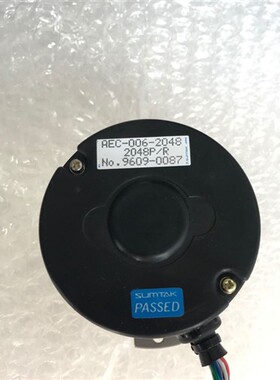 AEC-006-2048
2048P/R
No.9609-0087
SUMTAK
PASSED